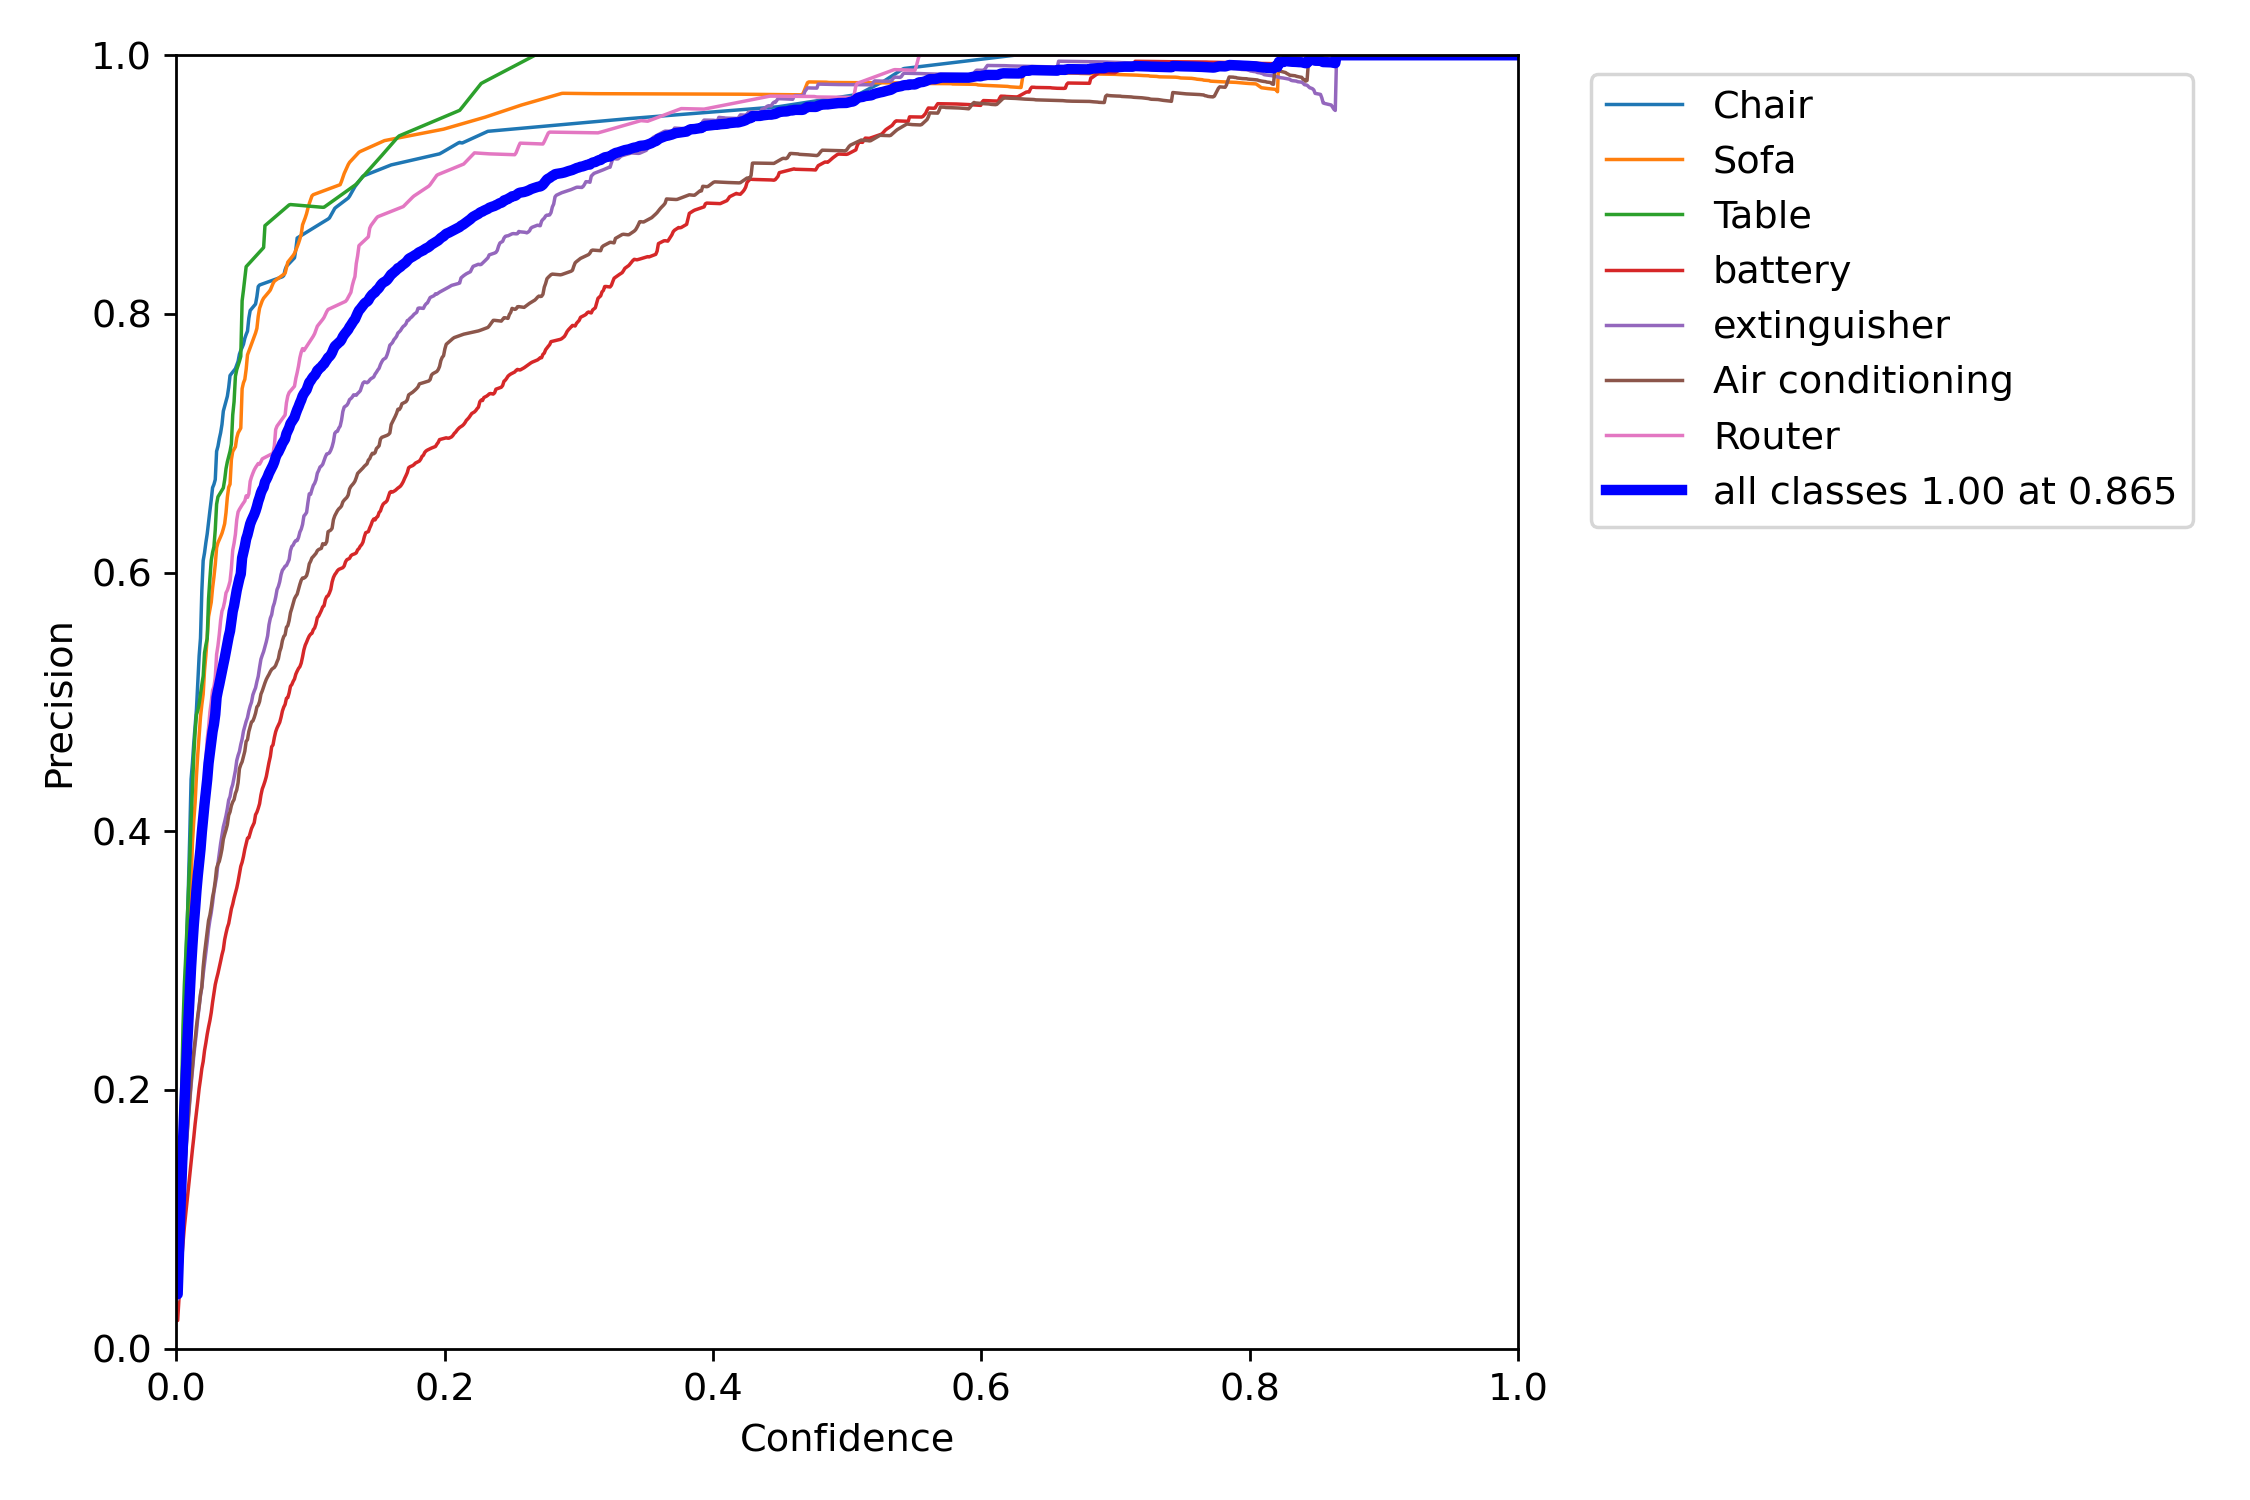 1.0
0.8
0.6
0.4
0.2
0.0
0.0 0.2 0.4 0.6 0.8 1.0
Precision
Confidence
Chair
Sofa
Table
battery
extinguisher
Air conditioning
Router
all classes 1.00 at 0.865